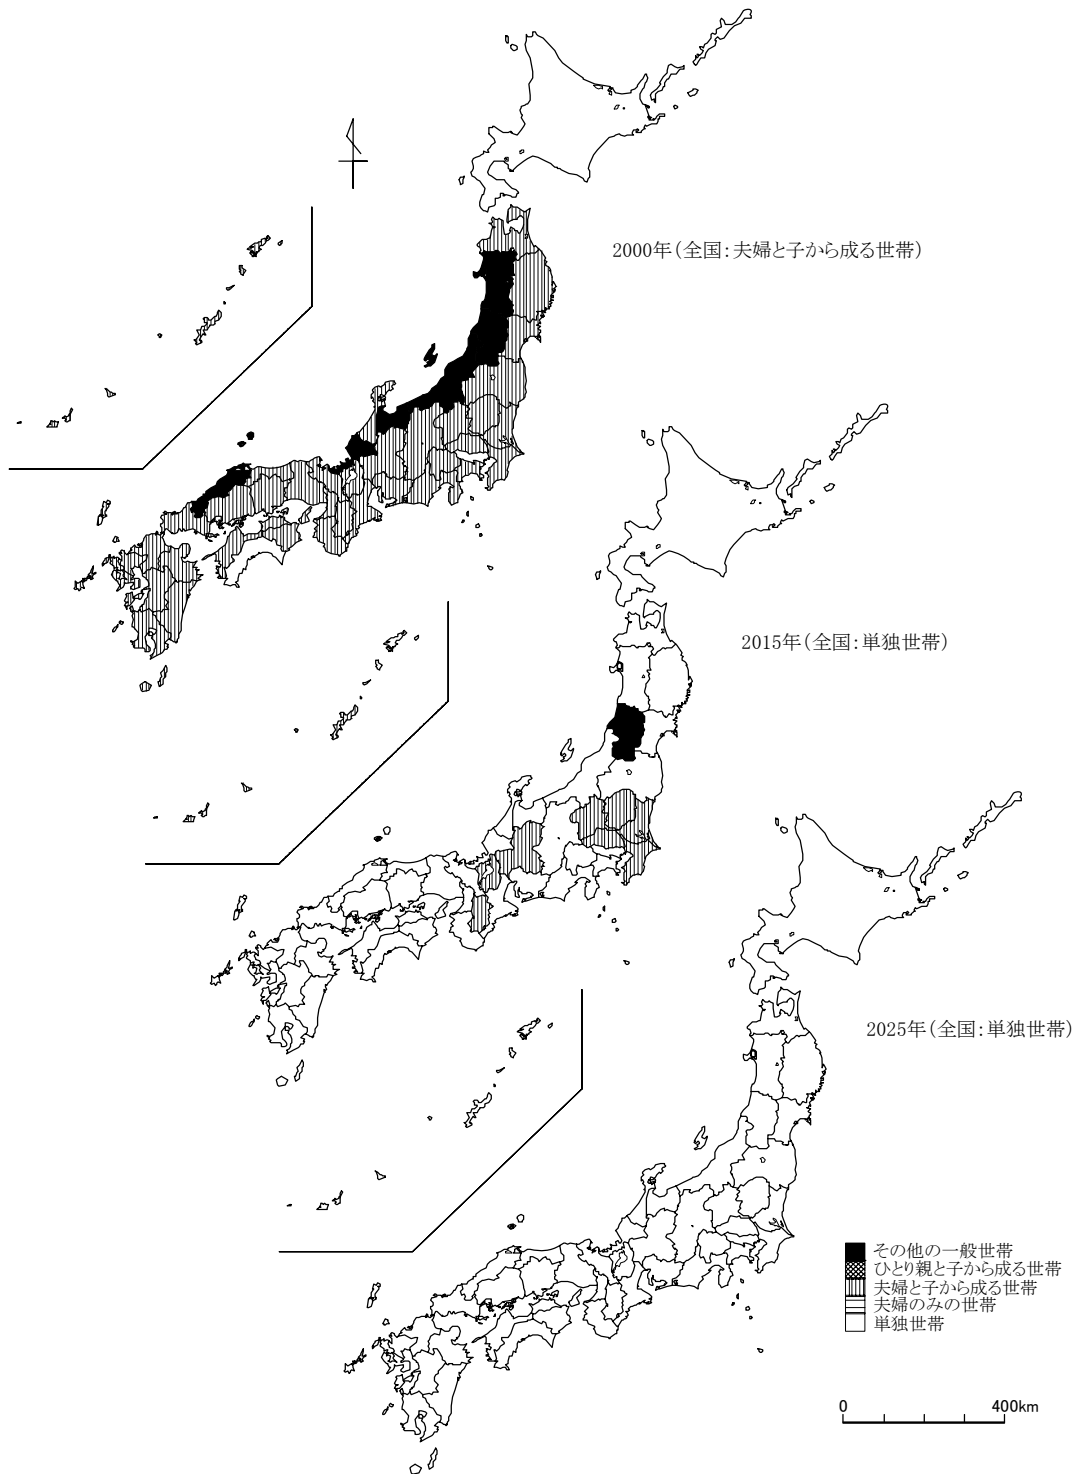 2000年(全国:夫婦と子から成る世帯)
2015年(全国:単独世帯)
2025年(全国:単独世帯)
その他の一般世帯
ひとり親と子から成る世帯
夫婦と子から成る世帯
夫婦のみの世帯
単独世帯
0 400km